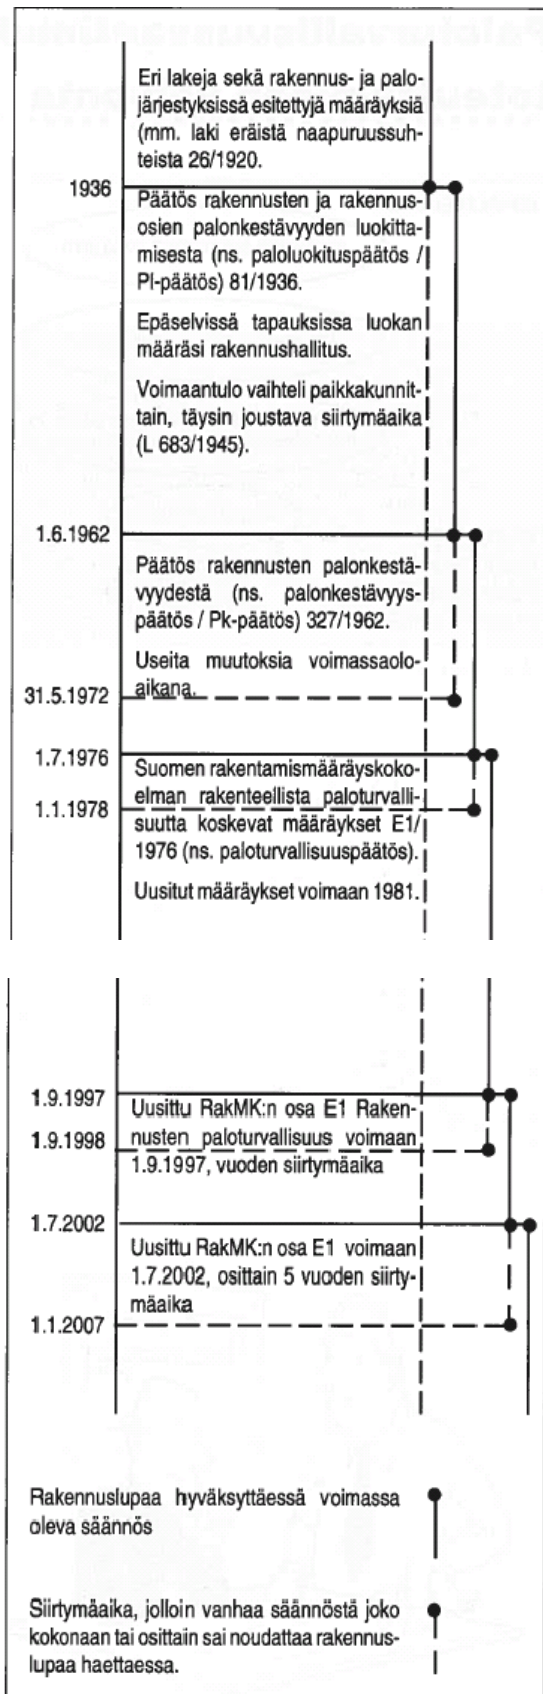 Eri lakeja sekä rakennus- ja palo-
järjestyksissä esitettyjä määräyksiä
(mm. laki eräistä naapuruussuh-
teista 26/1920.
1936
Päätös rakennusten ja rakennus-
osien palonkestävyyden luokitta-
misesta (ns. paloluokituspäätös /
Pl-päätös) 81/1936.
Epäselvissä tapauksissa luokan
määräsi rakennushallitus.
Voimaantulo vaihteli paikkakunnit-
tain, täysin joustava siirtymäaika
(L 683/1945).
1.6.1962
Päätös rakennusten palonkestä-
vyydestä (ns. palonkestävyys-
päätös / Pk-päätös) 327/1962.
Useita muutoksia voimassaolo-
aikana.
31.5.1972
1.7.1976
Suomen rakentamismääräyskoko-
elman rakenteellista paloturvalli-
1.1.1978
suutta koskevat määräykset E1/
1976 (ns. paloturvallisuuspäätös).
Uusitut määräykset voimaan 1981.
1.9.1997
Uusittu RakMK:n osa E1 Raken-
1.9.1998
nusten paloturvallisuus voimaan
1.9.1997, vuoden siirtymäaika
1.7.2002
Uusittu RakMK:n osa E1 voimaan
1.7.2002, osittain 5 vuoden siirty-
mäaika
1.1.2007
Rakennuslupaa hyväksyttäessä voimassa
oleva säännös
Siirtymäaika, jolloin vanhaa säännöstä joko
kokonaan tai osittain sai noudattaa rakennus-
lupaa haettaessa.